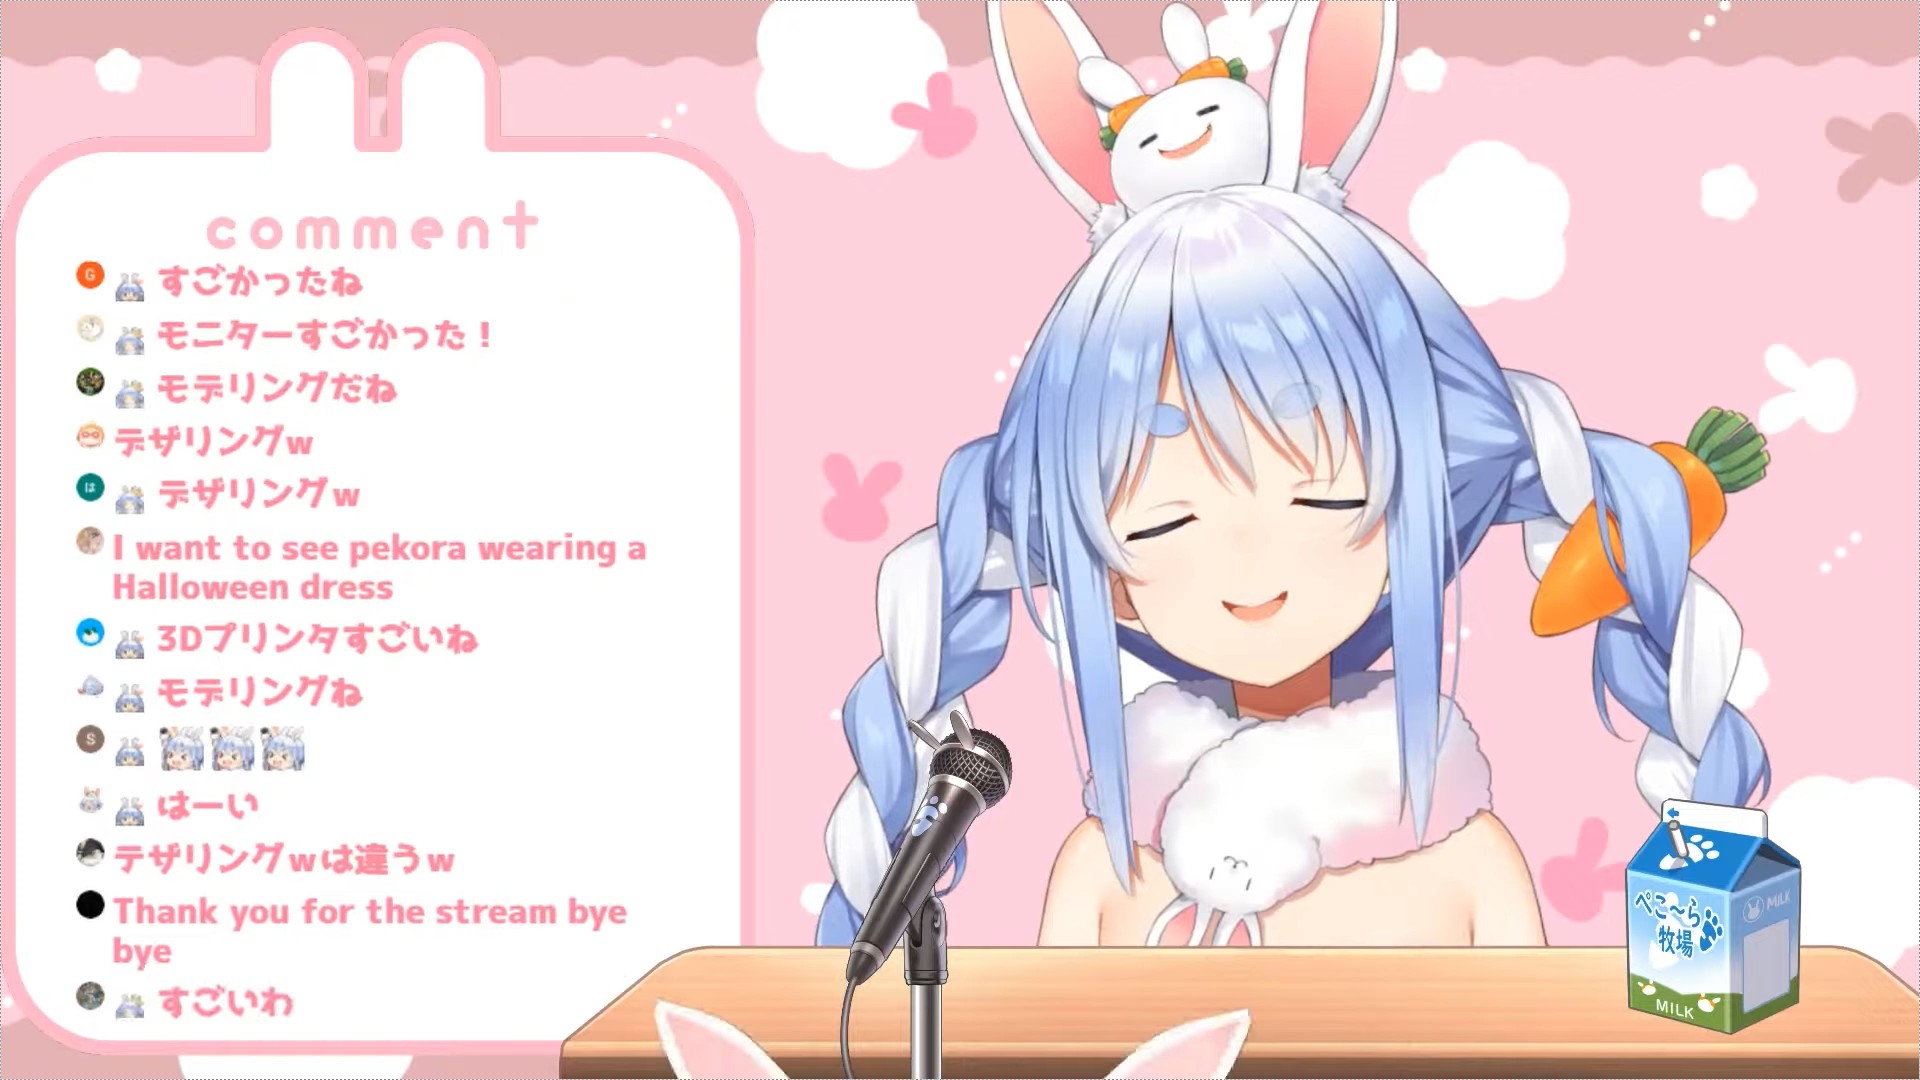 comment
G
すごかったね
モニターすごかった！
モデリングだね
デザリングw
は
デザリングw
I want to see pekora wearing a
Halloween dress
3Dプリンタすごいね
モデリングね
S
はーい
テザリングwは違うw
Thank you for the stream bye
bye
すごいわ
MILK
ぺこ〜ら
牧場
MILK